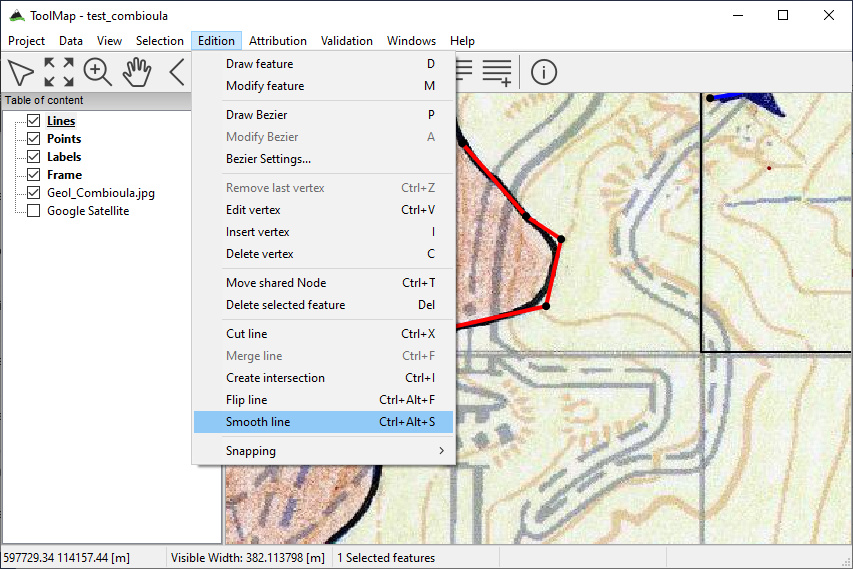 ToolMap - test_combioula
Project Data View Selection Edition Attribution Validation Windows Help
Table of content
Lines
Points
Labels
Frame
Geol_Combioula.jpg
Google Satellite
Draw feature D
Modify feature M
Draw Bezier P
Modify Bezier A
Bezier Settings...
Remove last vertex Ctrl+Z
Edit vertex Ctrl+V
Insert vertex I
Delete vertex C
Move shared Node Ctrl+T
Delete selected feature Del
Cut line Ctrl+X
Merge line Ctrl+F
Create intersection Ctrl+I
Flip line Ctrl+Alt+F
Smooth line Ctrl+Alt+S
Snapping
597729.34 114157.44 [m] Visible Width: 382.113798 [m] 1 Selected features